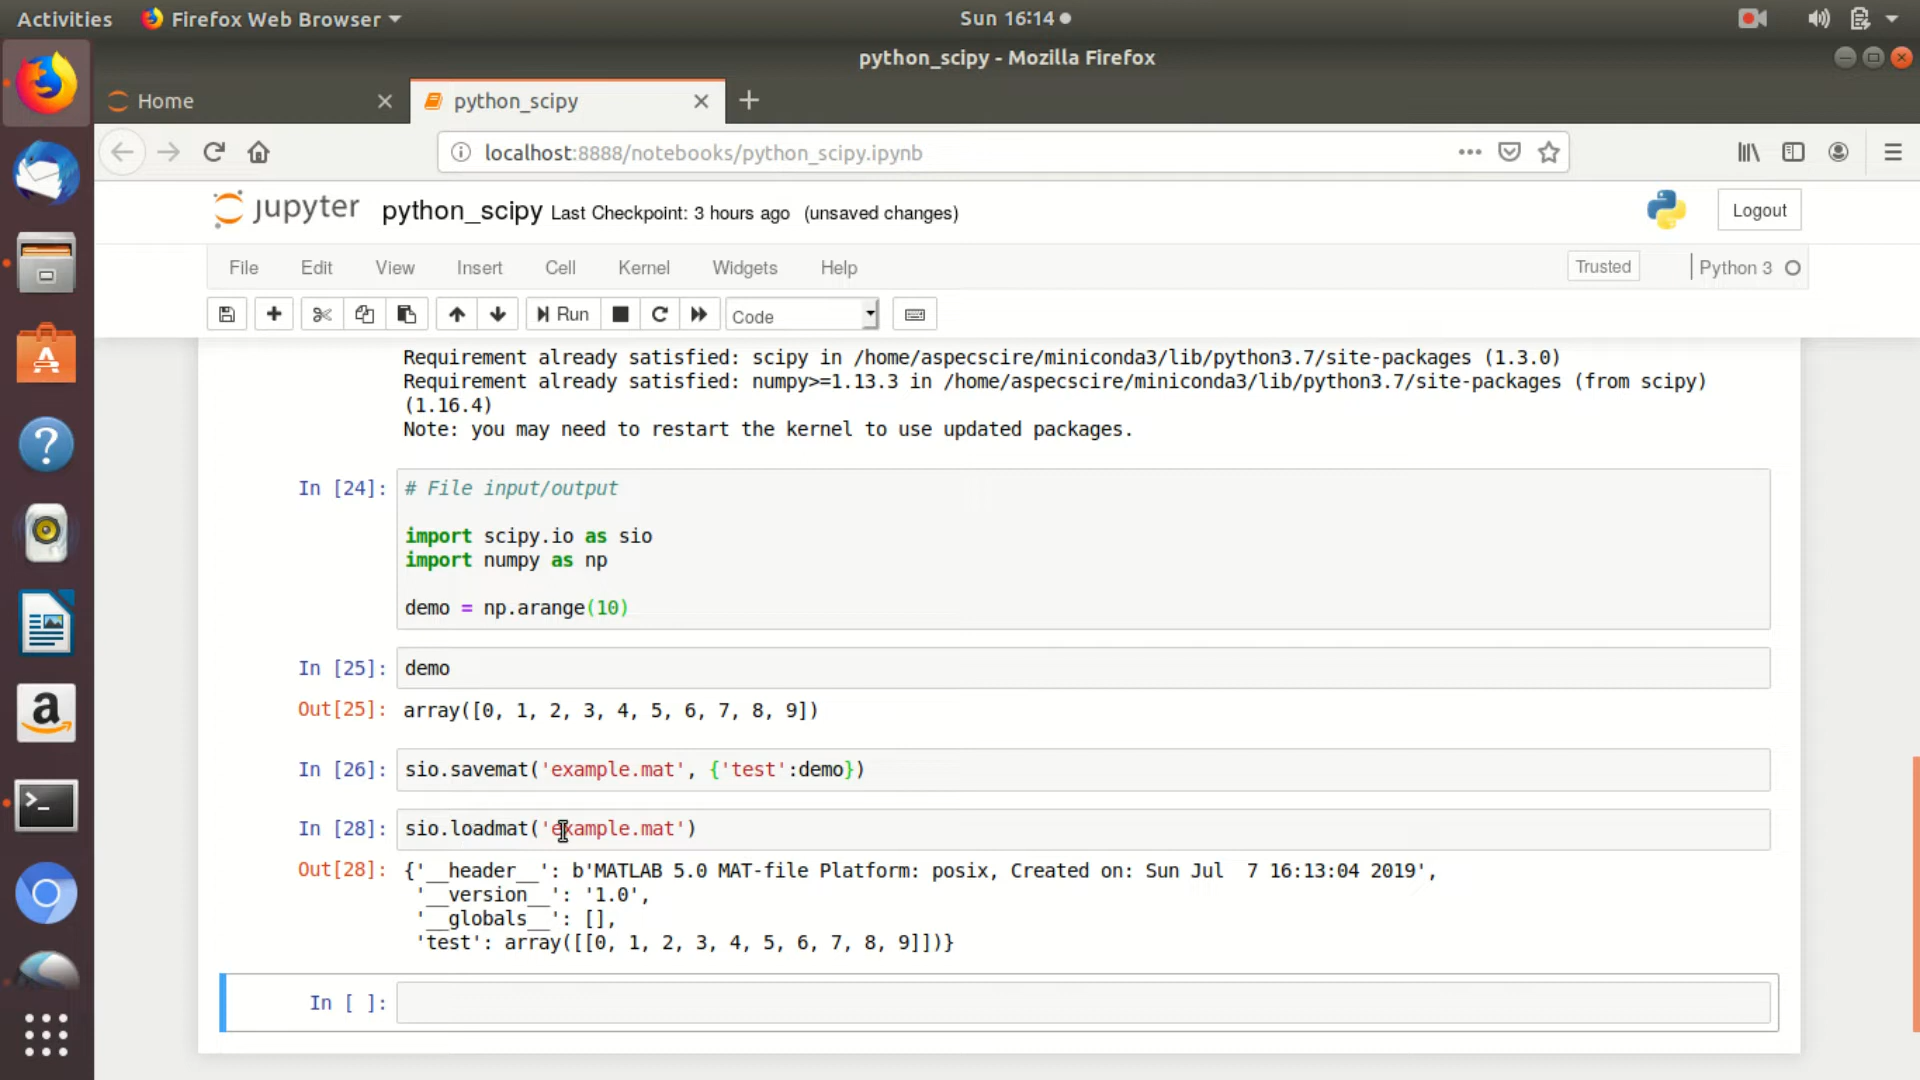 Activities Firefox Web Browser Sun 16:14
python_scipy - Mozilla Firefox
Home python_scipy
localhost:8888/notebooks/python_scipy.ipynb
jupyter python_scipy Last Checkpoint: 3 hours ago (unsaved changes) Logout
File Edit View Insert Cell Kernel Widgets Help Trusted Python 3
Run Code
Requirement already satisfied: scipy in /home/aspecscire/miniconda3/lib/python3.7/site-packages (1.3.0)
Requirement already satisfied: numpy>=1.13.3 in /home/aspecscire/miniconda3/lib/python3.7/site-packages (from scipy)
(1.16.4)
Note: you may need to restart the kernel to use updated packages.
In [24]: # File input/output
import scipy.io as sio
import numpy as np
demo = np.arange(10)
In [25]: demo
Out[25]: array([0, 1, 2, 3, 4, 5, 6, 7, 8, 9])
In [26]: sio.savemat('example.mat', {'test':demo})
In [28]: sio.loadmat('example.mat')
Out[28]: {'__header__': b'MATLAB 5.0 MAT-file Platform: posix, Created on: Sun Jul  7 16:13:04 2019',
'__version__': '1.0',
'__globals__': [],
'test': array([[0, 1, 2, 3, 4, 5, 6, 7, 8, 9]])}
In [ ]: